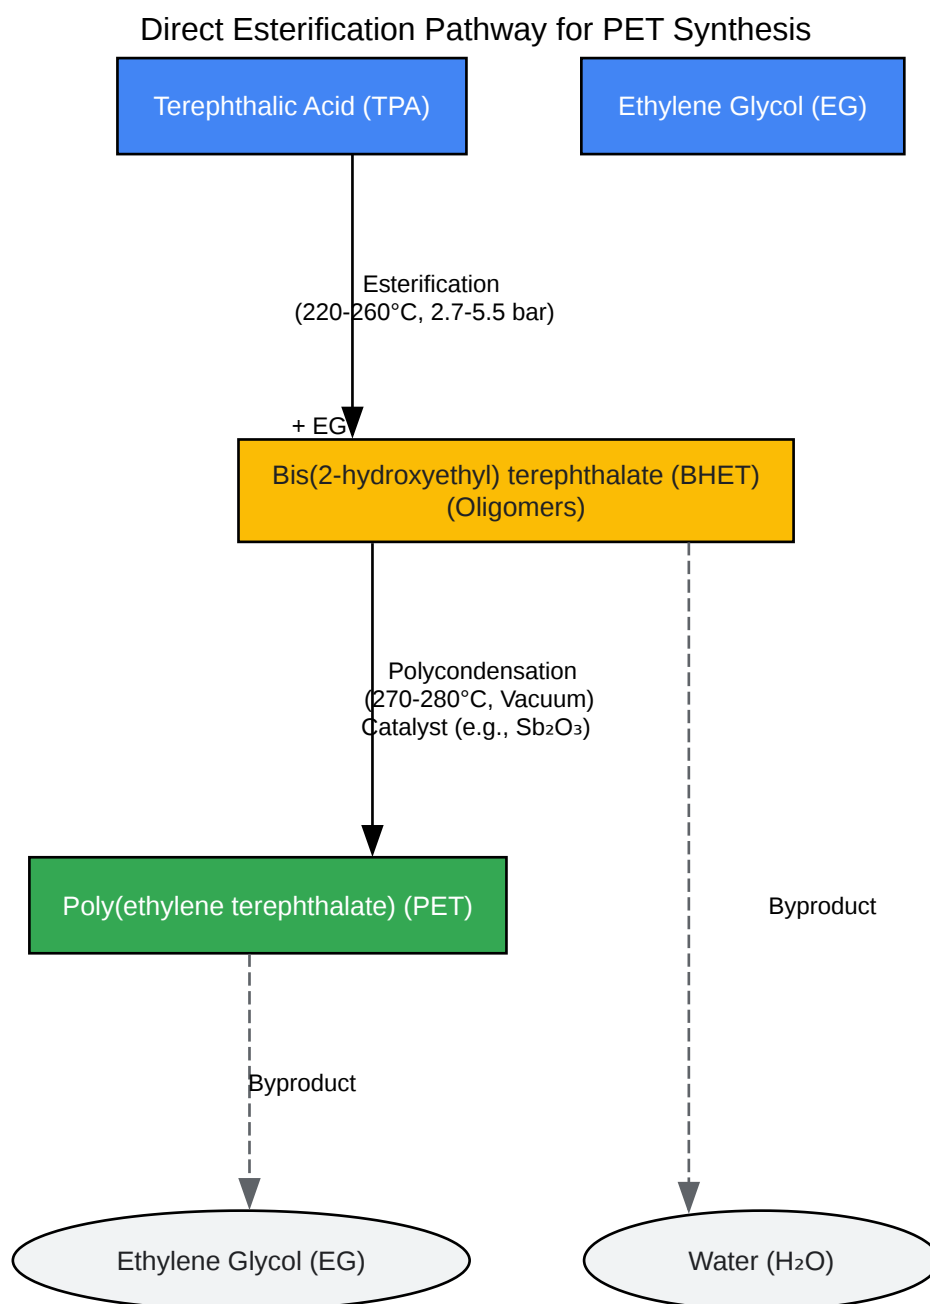 Direct Esterification Pathway for PET Synthesis
Terephthalic Acid (TPA)
Ethylene Glycol (EG)
Esterification
(220-260°C, 2.7-5.5 bar)
+ EG
Bis(2-hydroxyethyl) terephthalate (BHET)
(Oligomers)
Polycondensation
(270-280°C, Vacuum)
Catalyst (e.g., Sb₂O₃)
Poly(ethylene terephthalate) (PET)
Byproduct
Byproduct
Ethylene Glycol (EG)
Water (H₂O)